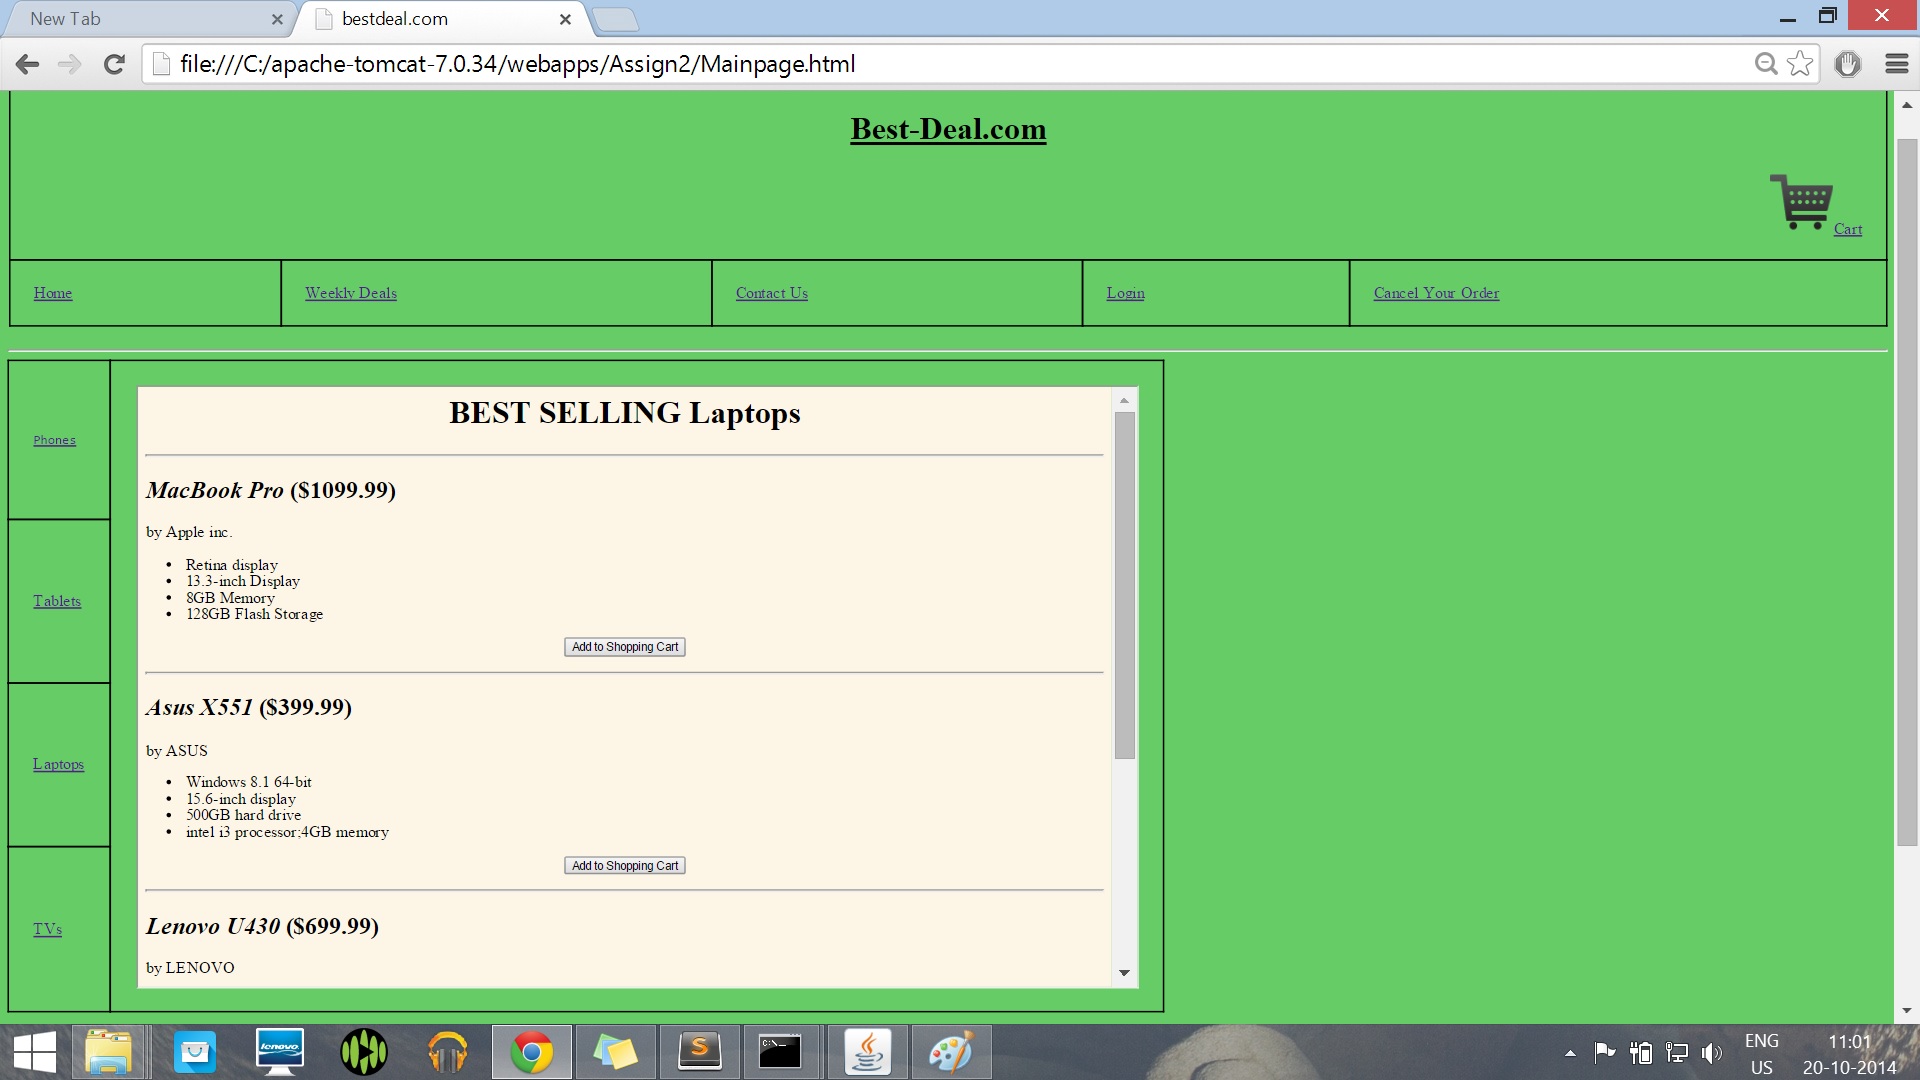 New Tab
bestdeal.com
file:///C:/apache-tomcat-7.0.34/webapps/Assign2/Mainpage.html
Best-Deal.com
Cart
Home
Weekly Deals
Contact Us
Login
Cancel Your Order
Phones
Tablets
Laptops
TVs
BEST SELLING Laptops
MacBook Pro ($1099.99)
by Apple inc.
Retina display
13.3-inch Display
8GB Memory
128GB Flash Storage
Add to Shopping Cart
Asus X551 ($399.99)
by ASUS
Windows 8.1 64-bit
15.6-inch display
500GB hard drive
intel i3 processor;4GB memory
Add to Shopping Cart
Lenovo U430 ($699.99)
by LENOVO
lenovo
S
C:\
ENG
US
11:01
20-10-2014